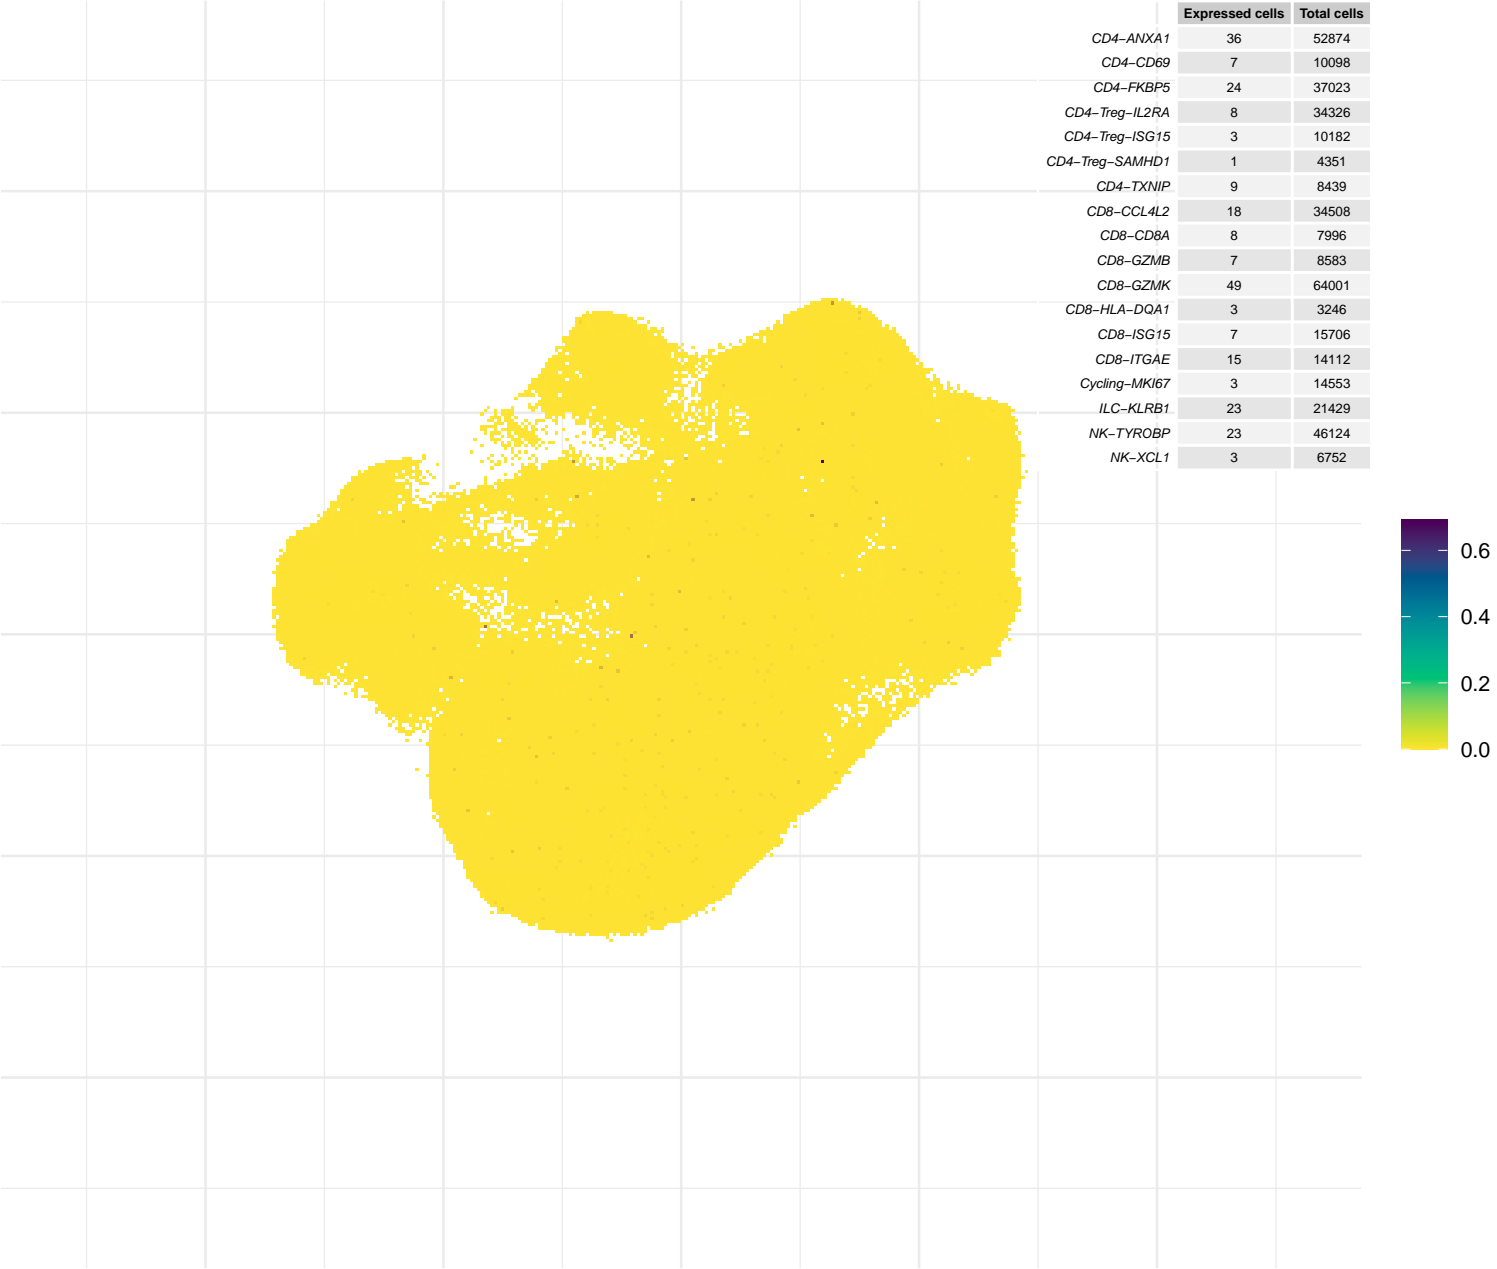 Expressed cells Total cells
CD4−ANXA1 36 52874
CD4−CD69 7 10098
CD4−FKBP5 24 37023
CD4−Treg−IL2RA 8 34326
CD4−Treg−ISG15 3 10182
CD4−Treg−SAMHD1 1 4351
CD4−TXNIP 9 8439
CD8−CCL4L2 18 34508
CD8−CD8A 8 7996
CD8−GZMB 7 8583
CD8−GZMK 49 64001
CD8−HLA−DQA1 3 3246
CD8−ISG15 7 15706
CD8−ITGAE 15 14112
Cycling−MKI67 3 14553
ILC−KLRB1 23 21429
NK−TYROBP 23 46124
NK−XCL1 3 6752
0.6
0.4
0.2
0.0